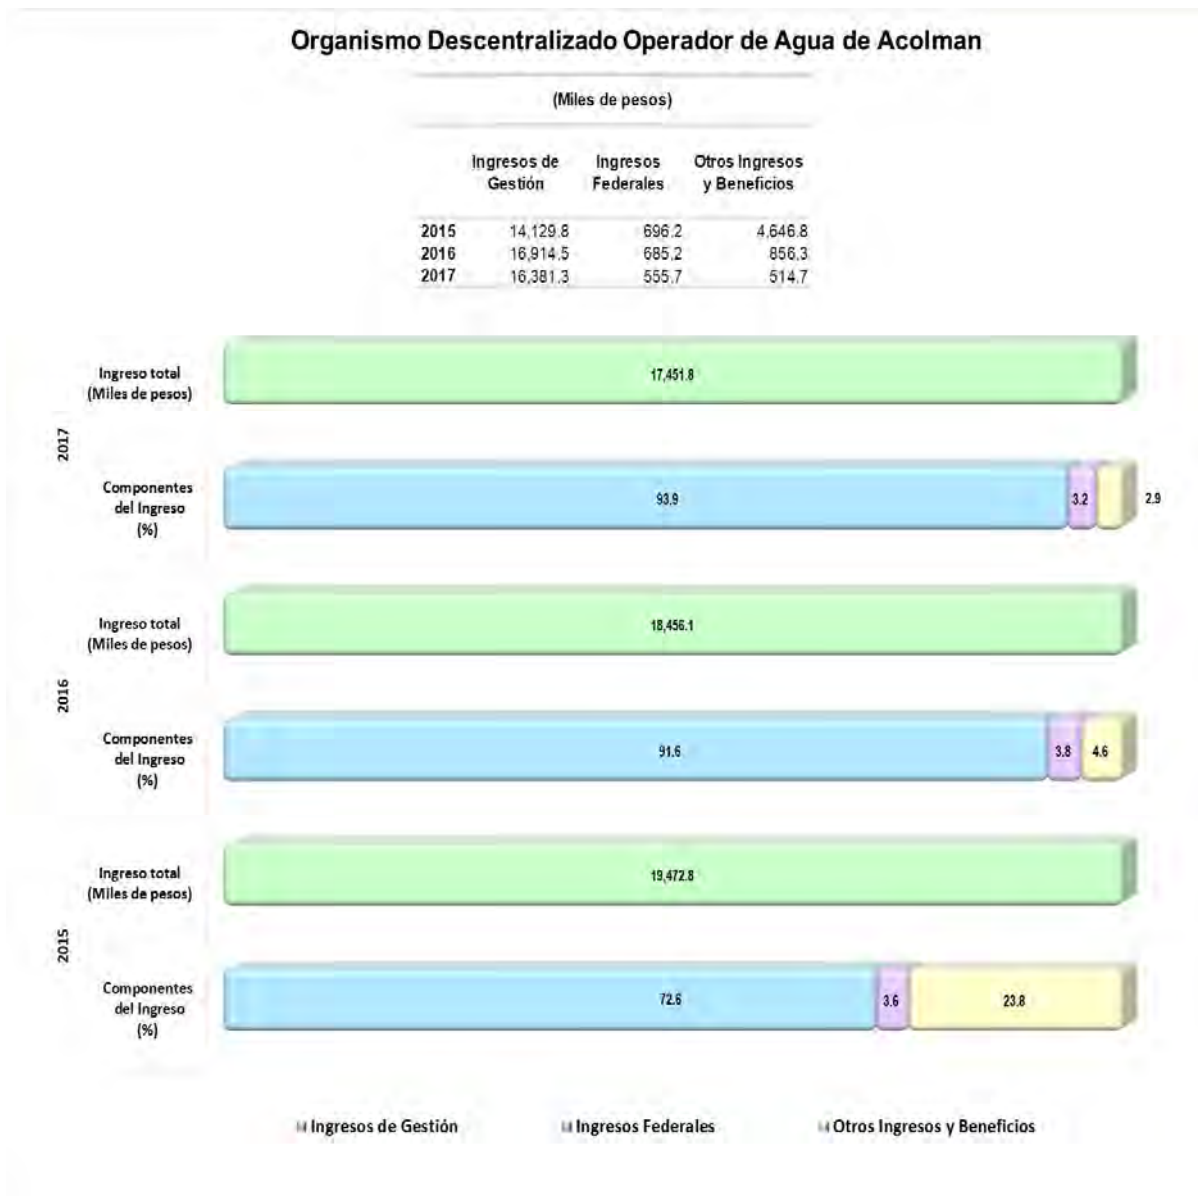 Organismo Descentralizado Operador de Agua de Acolman
(Miles de pesos)
Ingresos de Gestión Ingresos Federales Otros Ingresos y Beneficios
2015 14,129.8 696.2 4,646.8
2016 16,914.5 685.2 856.3
2017 16,381.3 555.7 514.7
2017
Ingreso total
(Miles de pesos)
17,451.8
Componentes
del Ingreso
(%)
93.9 3.2 2.9
2016
Ingreso total
(Miles de pesos)
18,456.1
Componentes
del Ingreso
(%)
91.6 3.8 4.6
2015
Ingreso total
(Miles de pesos)
19,472.8
Componentes
del Ingreso
(%)
72.6 3.6 23.8
Ingresos de Gestión Ingresos Federales Otros Ingresos y Beneficios